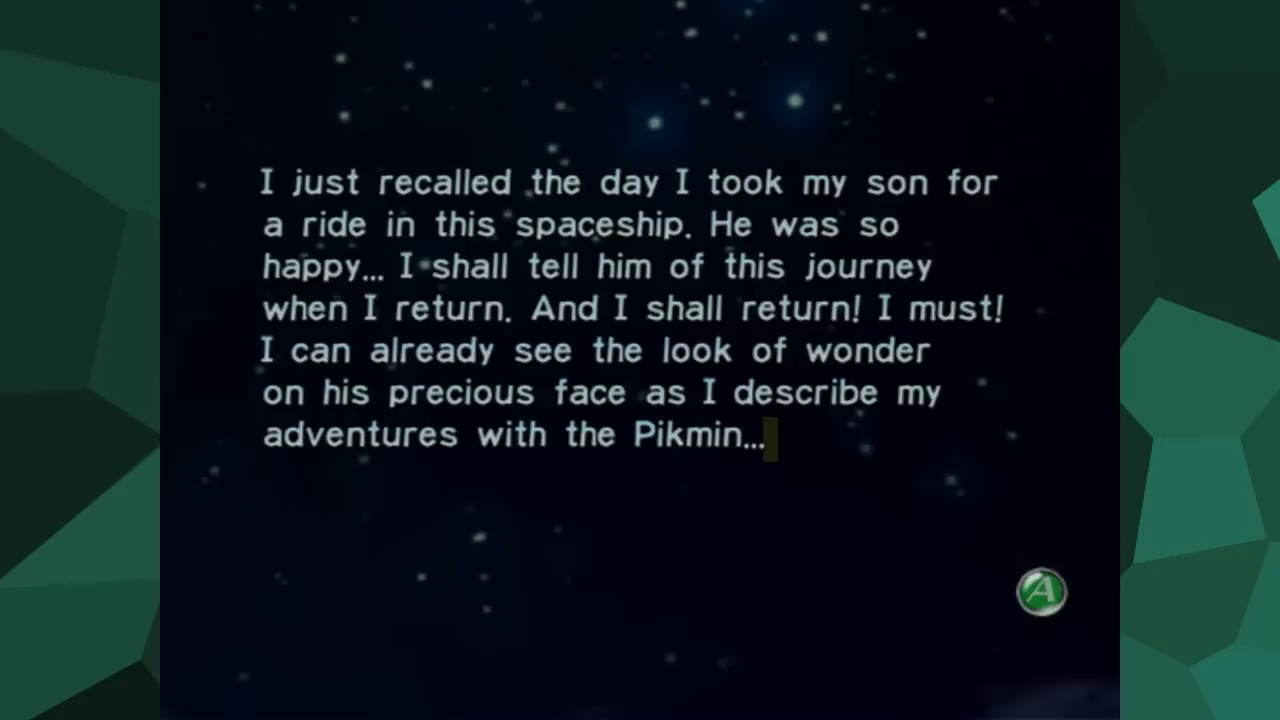 I just recalled the day I took my son for
a ride in this spaceship. He was so
happy... I shall tell him of this journey
when I return. And I shall return! I must!
I can already see the look of wonder
on his precious face as I describe my
adventures with the Pikmin...
A